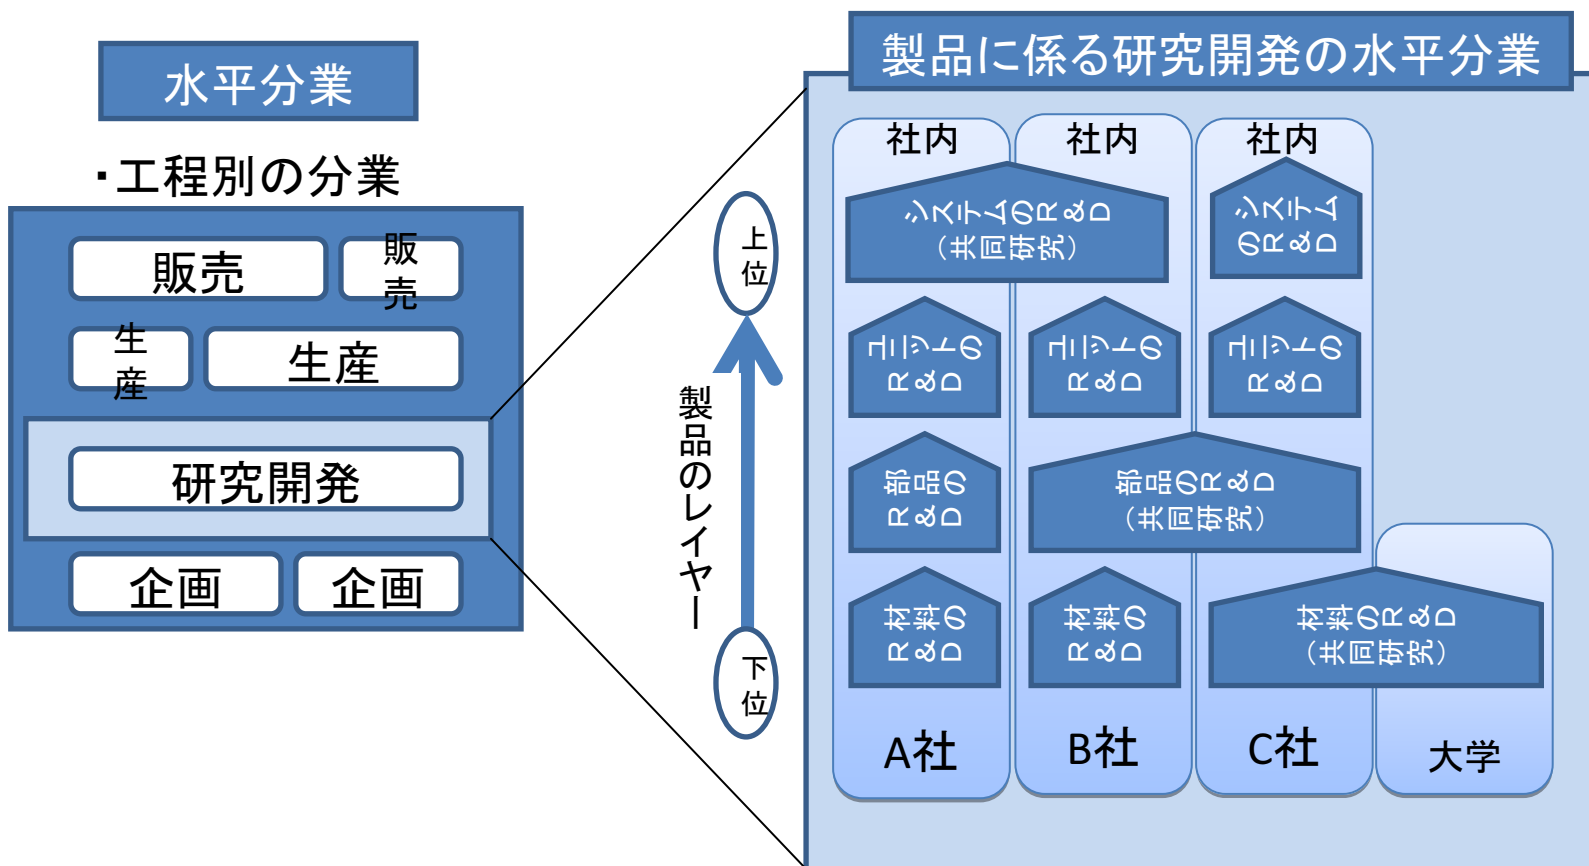 水平分業
・工程別の分業
販売
販
売
生
産
生産
研究開発
企画
企画
上
位
製品のレイヤー
下
位
製品に係る研究開発の水平分業
社内
社内
社内
システムのR&D
(共同研究)
システム
のR&D
ユニットの
R&D
ユニットの
R&D
ユニットの
R&D
部品の
R&D
部品のR&D
(共同研究)
材料の
R&D
材料の
R&D
材料のR&D
(共同研究)
A社
B社
C社
大学